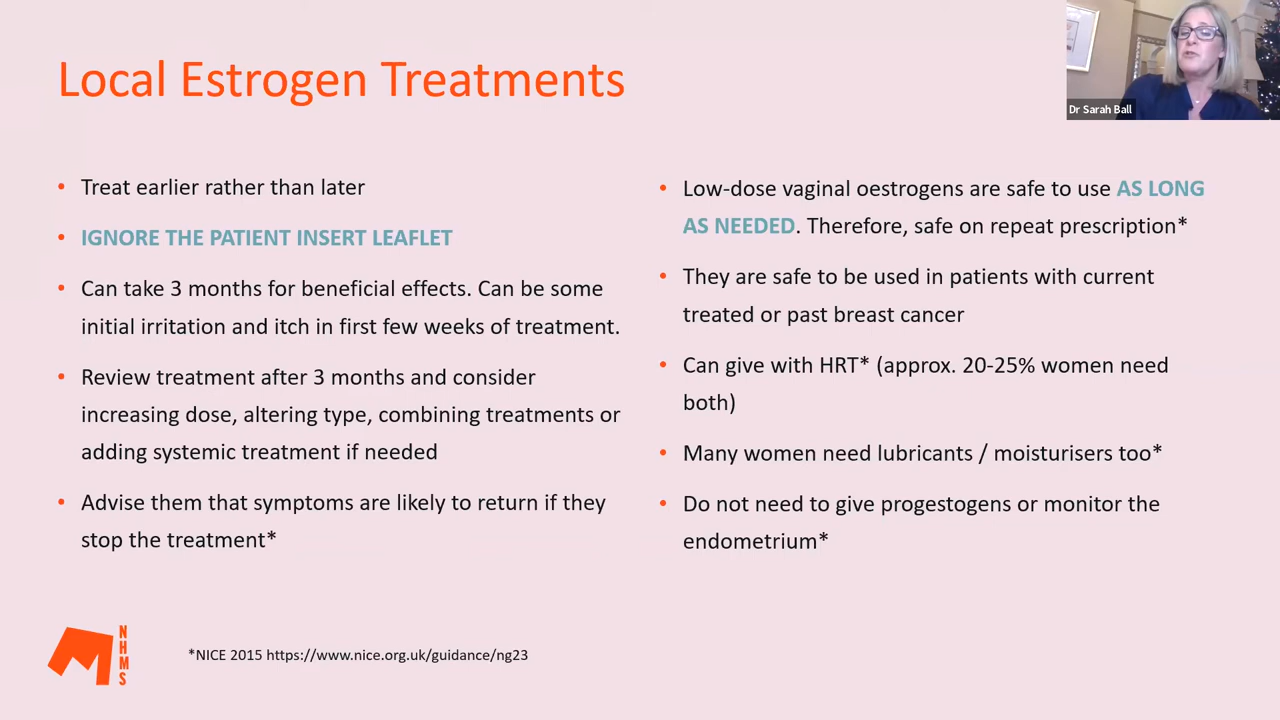 Local Estrogen Treatments
Dr Sarah Ball
• Treat earlier rather than later
• IGNORE THE PATIENT INSERT LEAFLET
• Can take 3 months for beneficial effects. Can be some
initial irritation and itch in first few weeks of treatment.
• Review treatment after 3 months and consider
increasing dose, altering type, combining treatments or
adding systemic treatment if needed
• Advise them that symptoms are likely to return if they
stop the treatment*
• Low-dose vaginal oestrogens are safe to use AS LONG
AS NEEDED. Therefore, safe on repeat prescription*
• They are safe to be used in patients with current
treated or past breast cancer
• Can give with HRT* (approx. 20-25% women need
both)
• Many women need lubricants / moisturisers too*
• Do not need to give progestogens or monitor the
endometrium*
NHMS
*NICE 2015 https://www.nice.org.uk/guidance/ng23